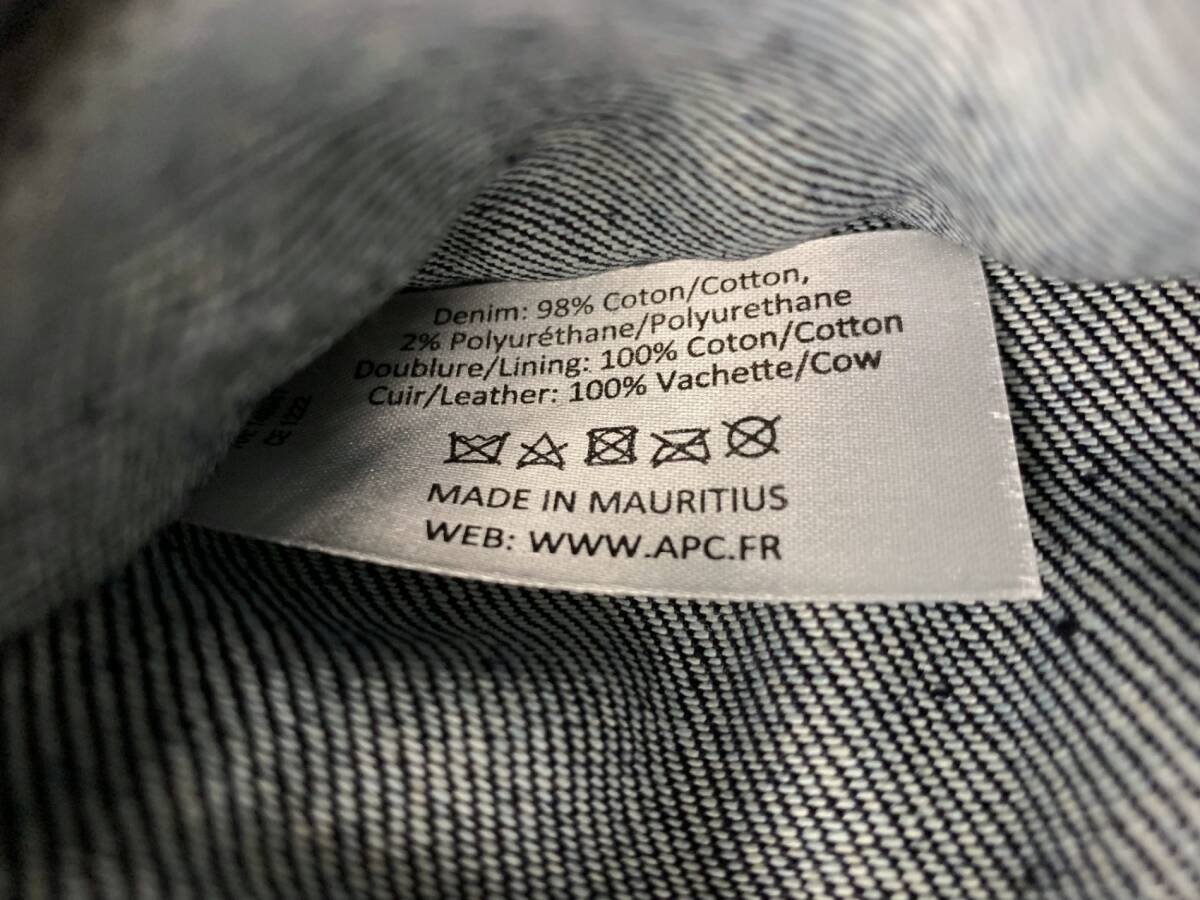 Denim: 98% Coton/Cotton,
2% Polyuréthane/Polyurethane
Doublure/Lining: 100% Coton/Cotton
Cuir/Leather: 100% Vachette/Cow
MADE IN MAURITIUS
WEB: WWW.APC.FR